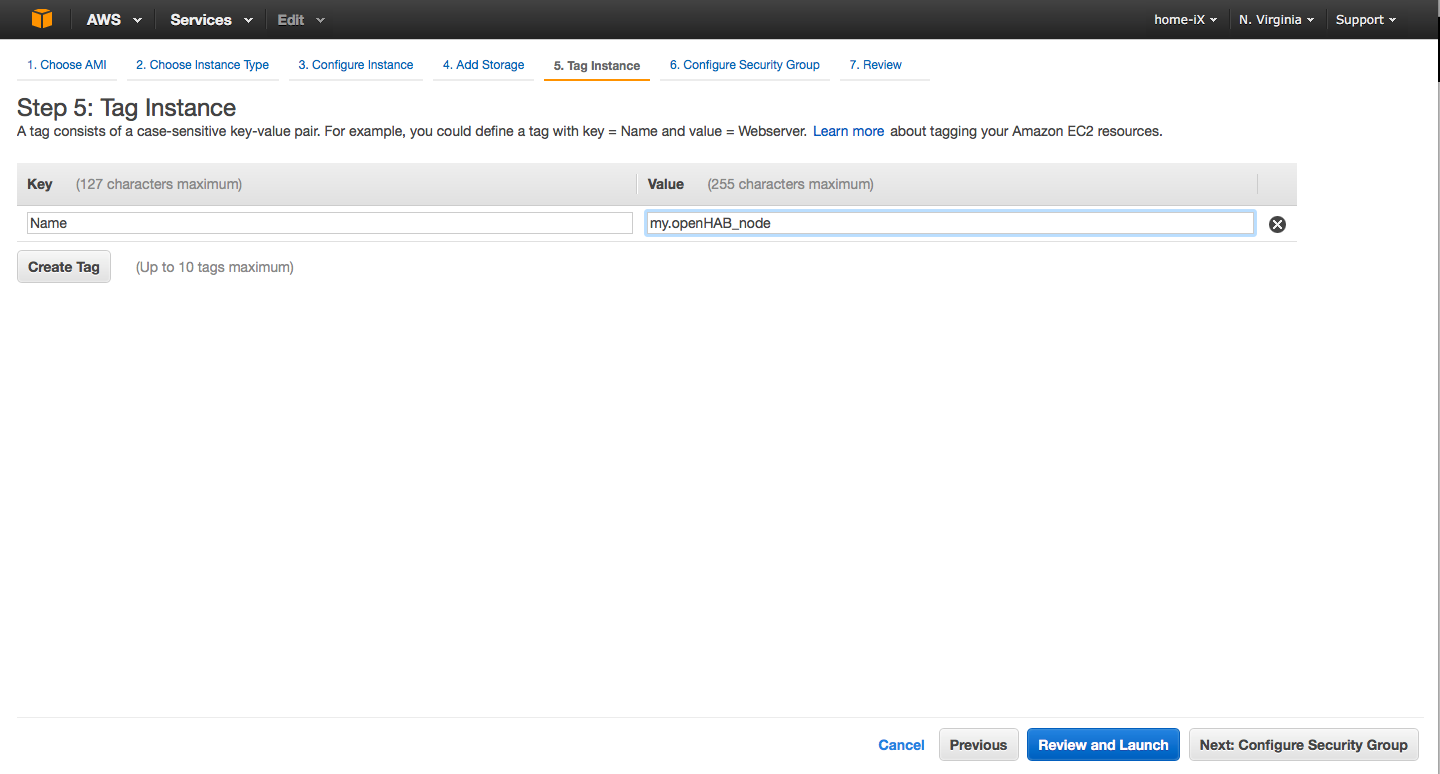 AWS Services Edit home-iX N. Virginia Support
1. Choose AMI 2. Choose Instance Type 3. Configure Instance 4. Add Storage 5. Tag Instance 6. Configure Security Group 7. Review
Step 5: Tag Instance
A tag consists of a case-sensitive key-value pair. For example, you could define a tag with key = Name and value = Webserver. Learn more about tagging your Amazon EC2 resources.
Key (127 characters maximum) Value (255 characters maximum)
Name my.openHAB_node
Create Tag (Up to 10 tags maximum)
Cancel Previous Review and Launch Next: Configure Security Group